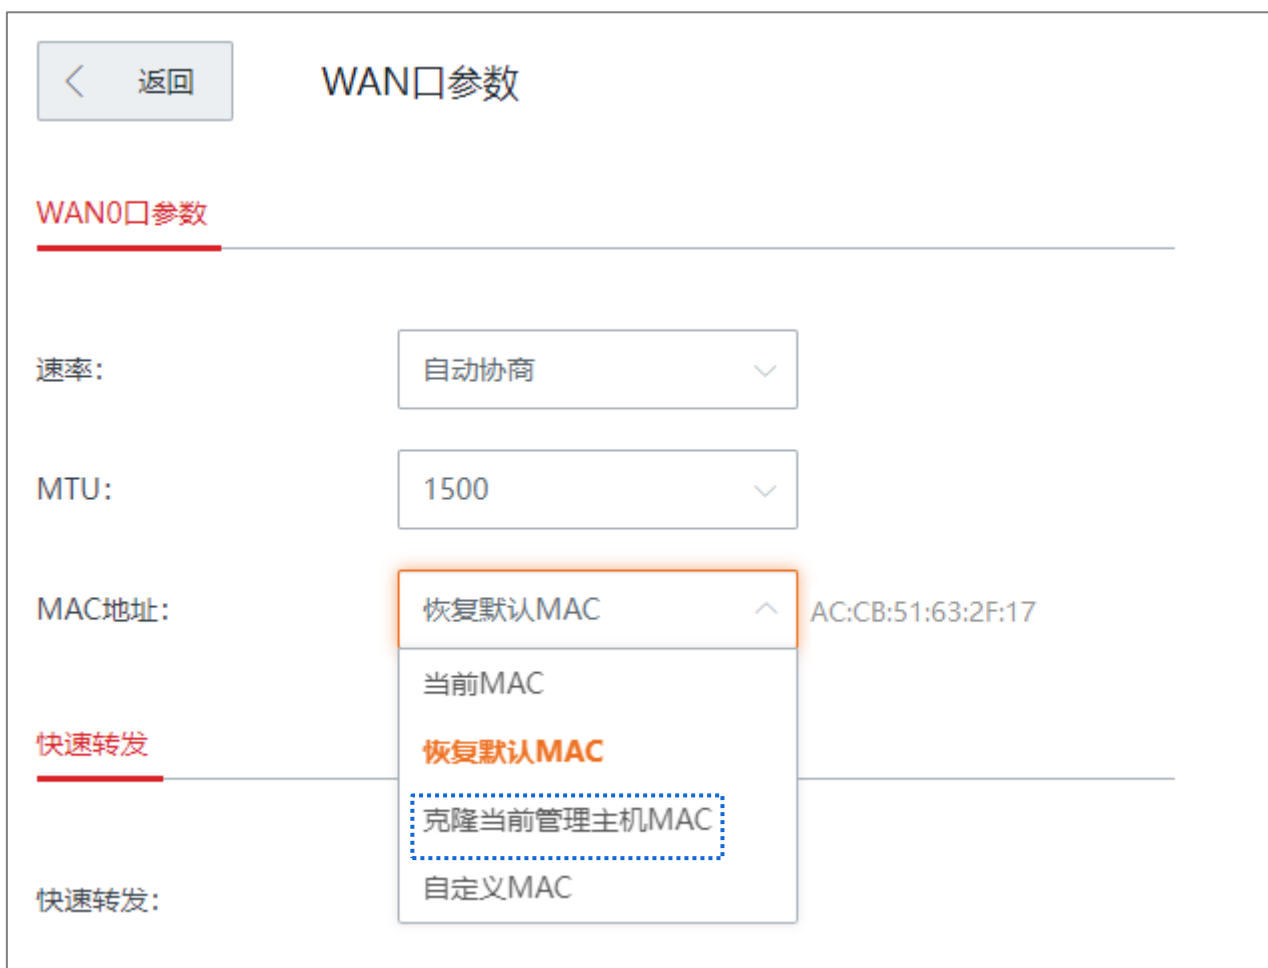 返回
WAN口参数
WAN0口参数
速率：
自动协商
MTU：
1500
MAC地址：
恢复默认MAC
AC:CB:51:63:2F:17
当前MAC
恢复默认MAC
克隆当前管理主机MAC
自定义MAC
快速转发
快速转发：